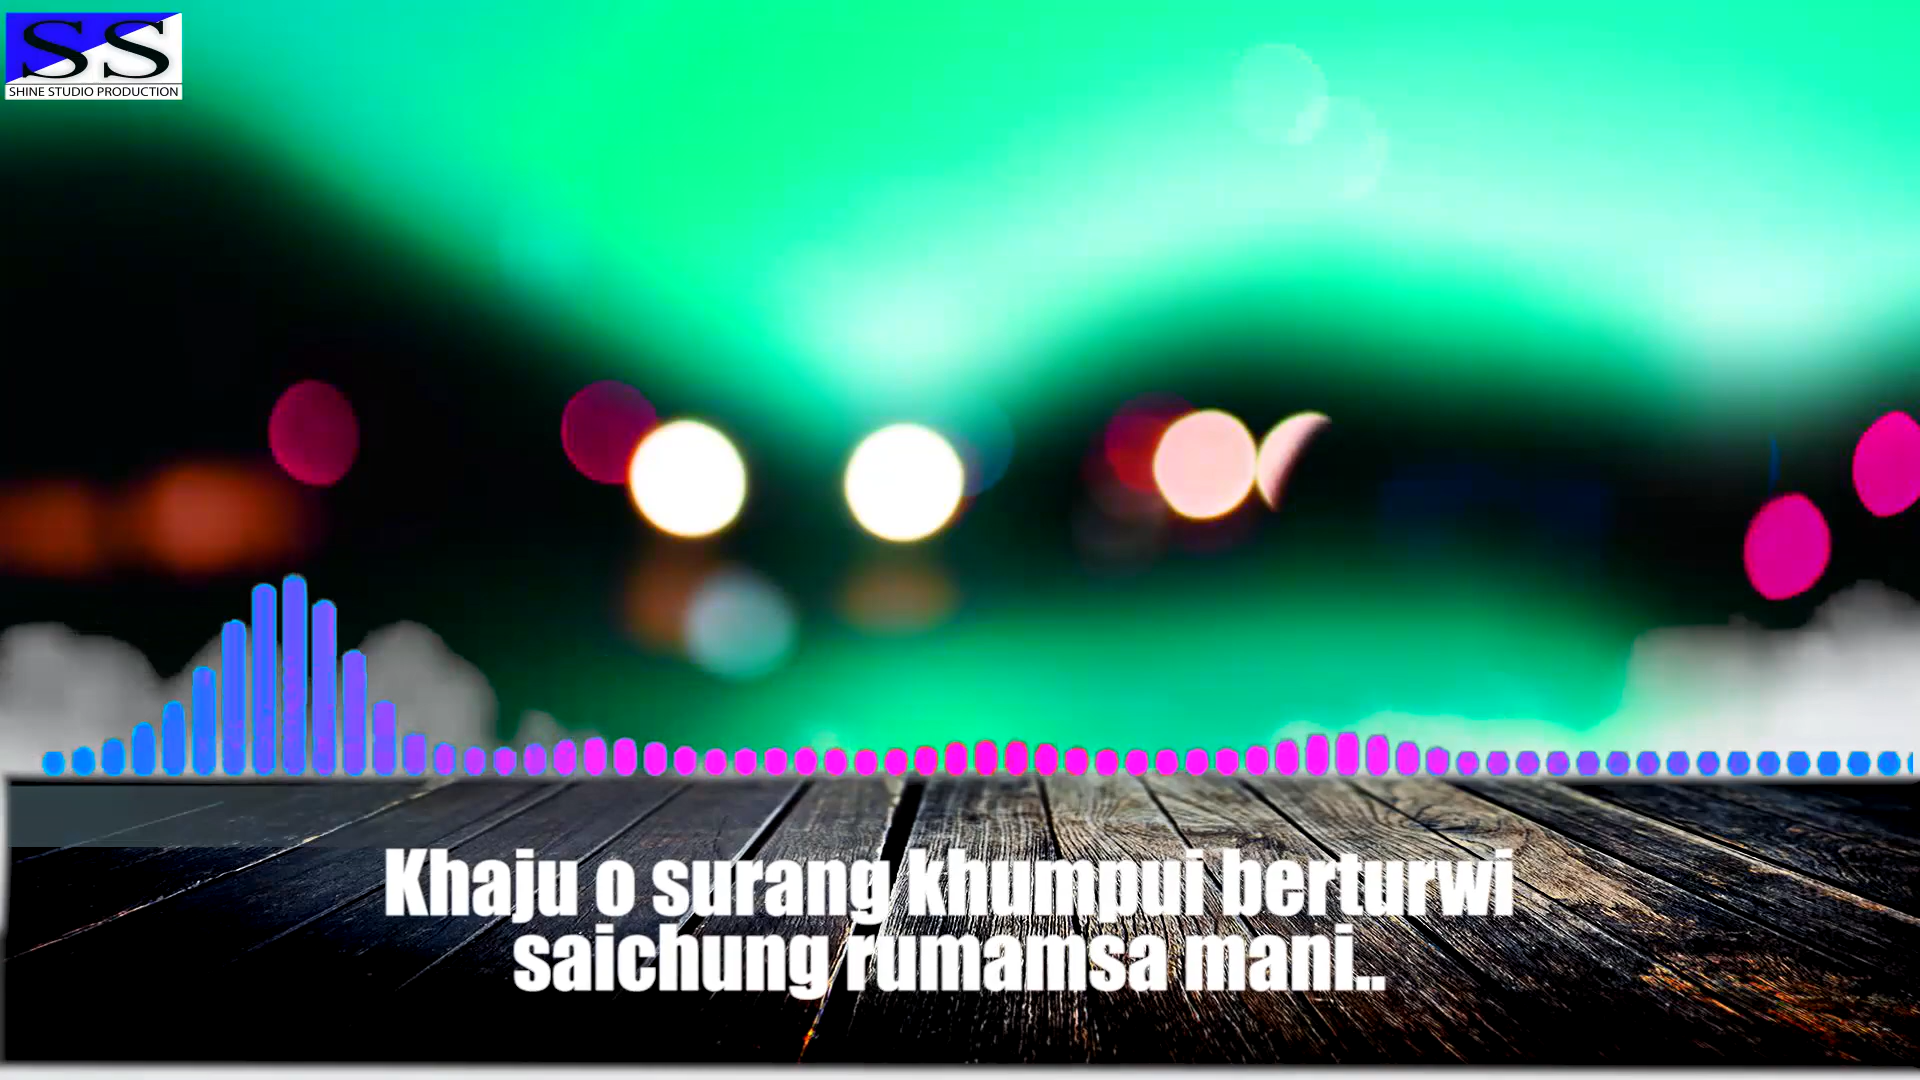 SS
SHINE STUDIO PRODUCTION
Khaju o surang khumpui berturwi
saichung rumamsa mani..